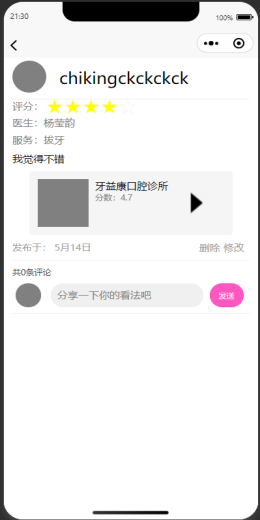 21:30
100%
chikingckckckck
评分：★★★★☆
医生：杨莹韵
服务：拔牙
我觉得不错
牙益康口腔诊所
分数：4.7
发布于： 5月14日 删除 修改
共0条评论
分享一下你的看法吧 发送